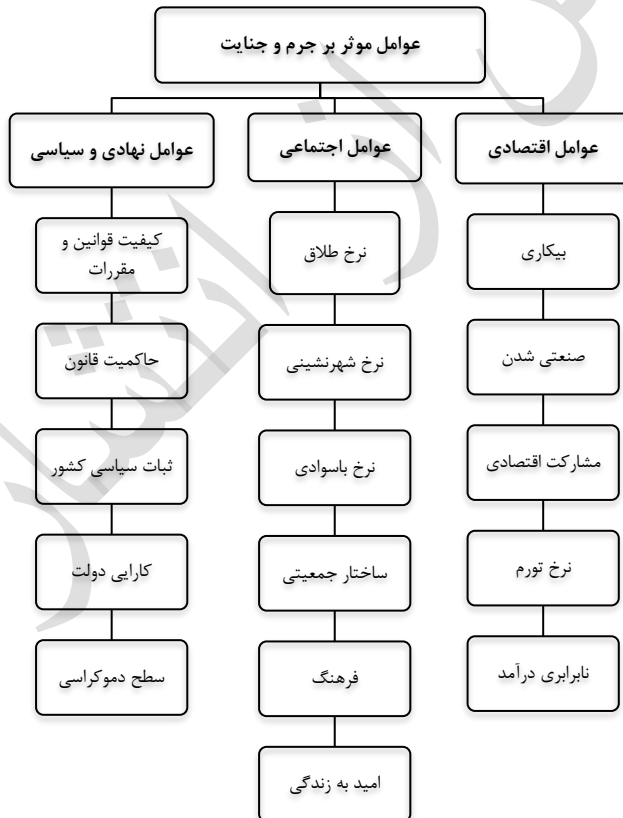 عوامل موثر بر جرم و جنایت
عوامل اقتصادی
بیکاری
صنعتی شدن
مشارکت اقتصادی
نرخ تورم
نابرابری درآمد
عوامل اجتماعی
نرخ طلاق
نرخ شهرنشینی
نرخ باسوادی
ساختار جمعیتی
فرهنگ
امید به زندگی
عوامل نهادی و سیاسی
کیفیت قوانین و
مقررات
حاکمیت قانون
ثبات سیاسی کشور
کارایی دولت
سطح دموکراسی